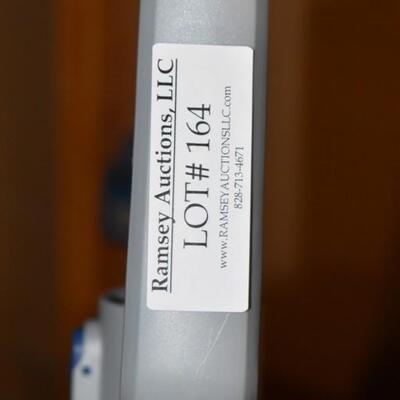 Ramsey Auctions, LLC
LOT# 164
www.RAMSEYAUCTIONSLLC.com
828-713-4671